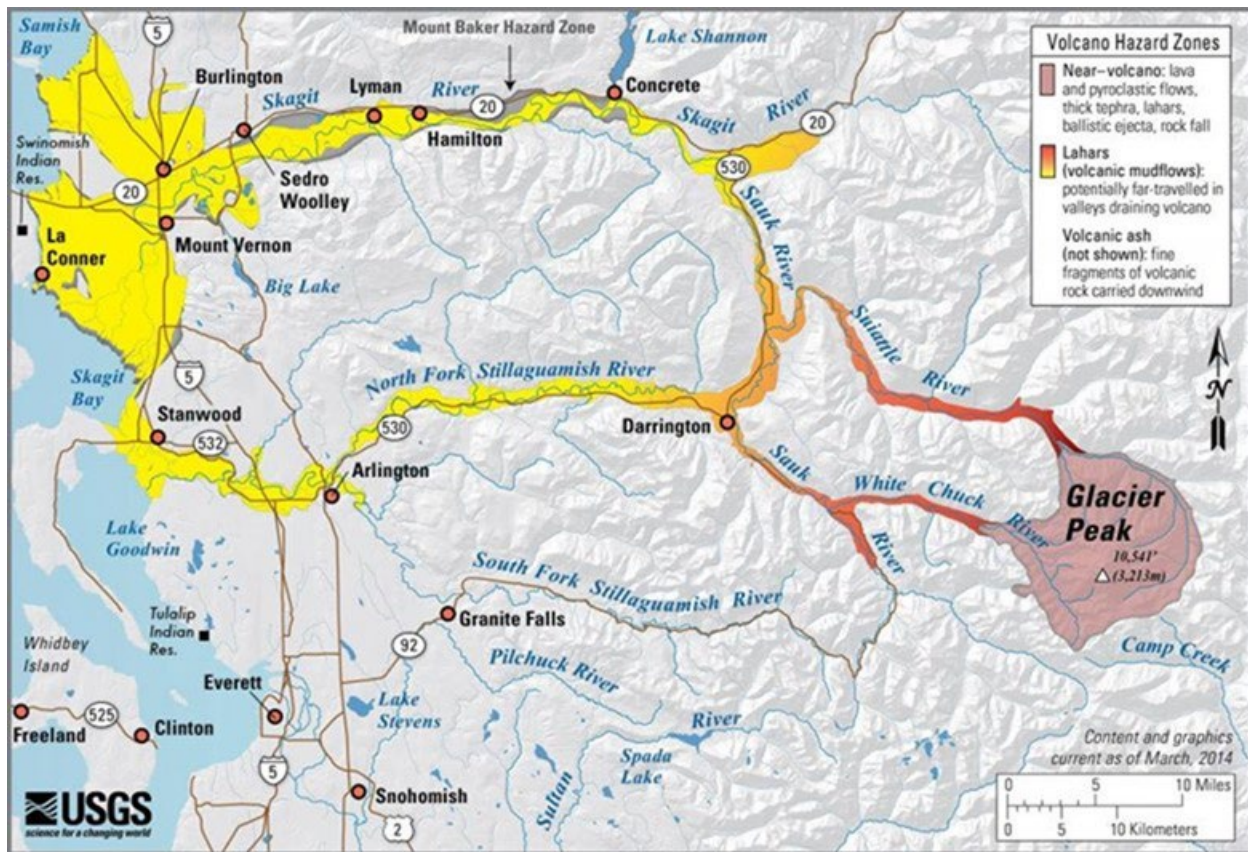 Samish
Bay
5
Mount Baker Hazard Zone
Lake Shannon
Burlington
Lyman
Skagit
River
20
Concrete
Hamilton
Skagit
River
20
Swinomish
Indian
Res.
20
Sedro
Woolley
530
Mount Vernon
La
Conner
Big Lake
Sauk
River
Suiattle
River
Skagit
Bay
5
North Fork Stillaguamish River
Stanwood
532
530
Darrington
Arlington
Sauk
River
White Chuck
River
Glacier
Peak
10,541'
(3,213m)
Lake
Goodwin
South Fork Stillaguamish River
Tulalip
Indian
Res.
Granite Falls
92
Camp Creek
Whidbey
Island
Pilchuck River
Everett
Lake
Stevens
525
Freeland
Clinton
River
Spada
Lake
Sultan
5
Snohomish
2
Volcano Hazard Zones
Near–volcano: lava
and pyroclastic flows,
thick tephra, lahars,
ballistic ejecta, rock fall
Lahars
(volcanic mudflows):
potentially far-travelled in
valleys draining volcano
Volcanic ash
(not shown): fine
fragments of volcanic
rock carried downwind
N
Content and graphics
current as of March, 2014
0 5 10 Miles
0 5 10 Kilometers
USGS
science for a changing world